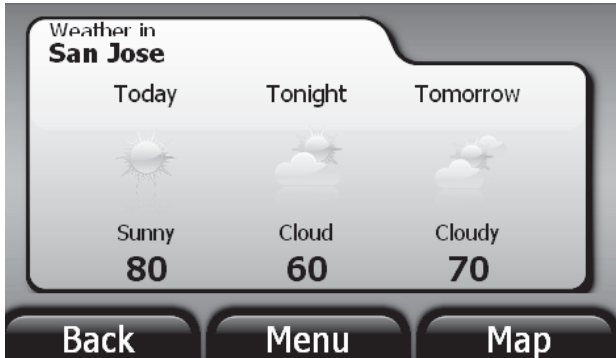 Weather in
San Jose
Today Tonight Tomorrow
Sunny Cloud Cloudy
80 60 70
Back Menu Map